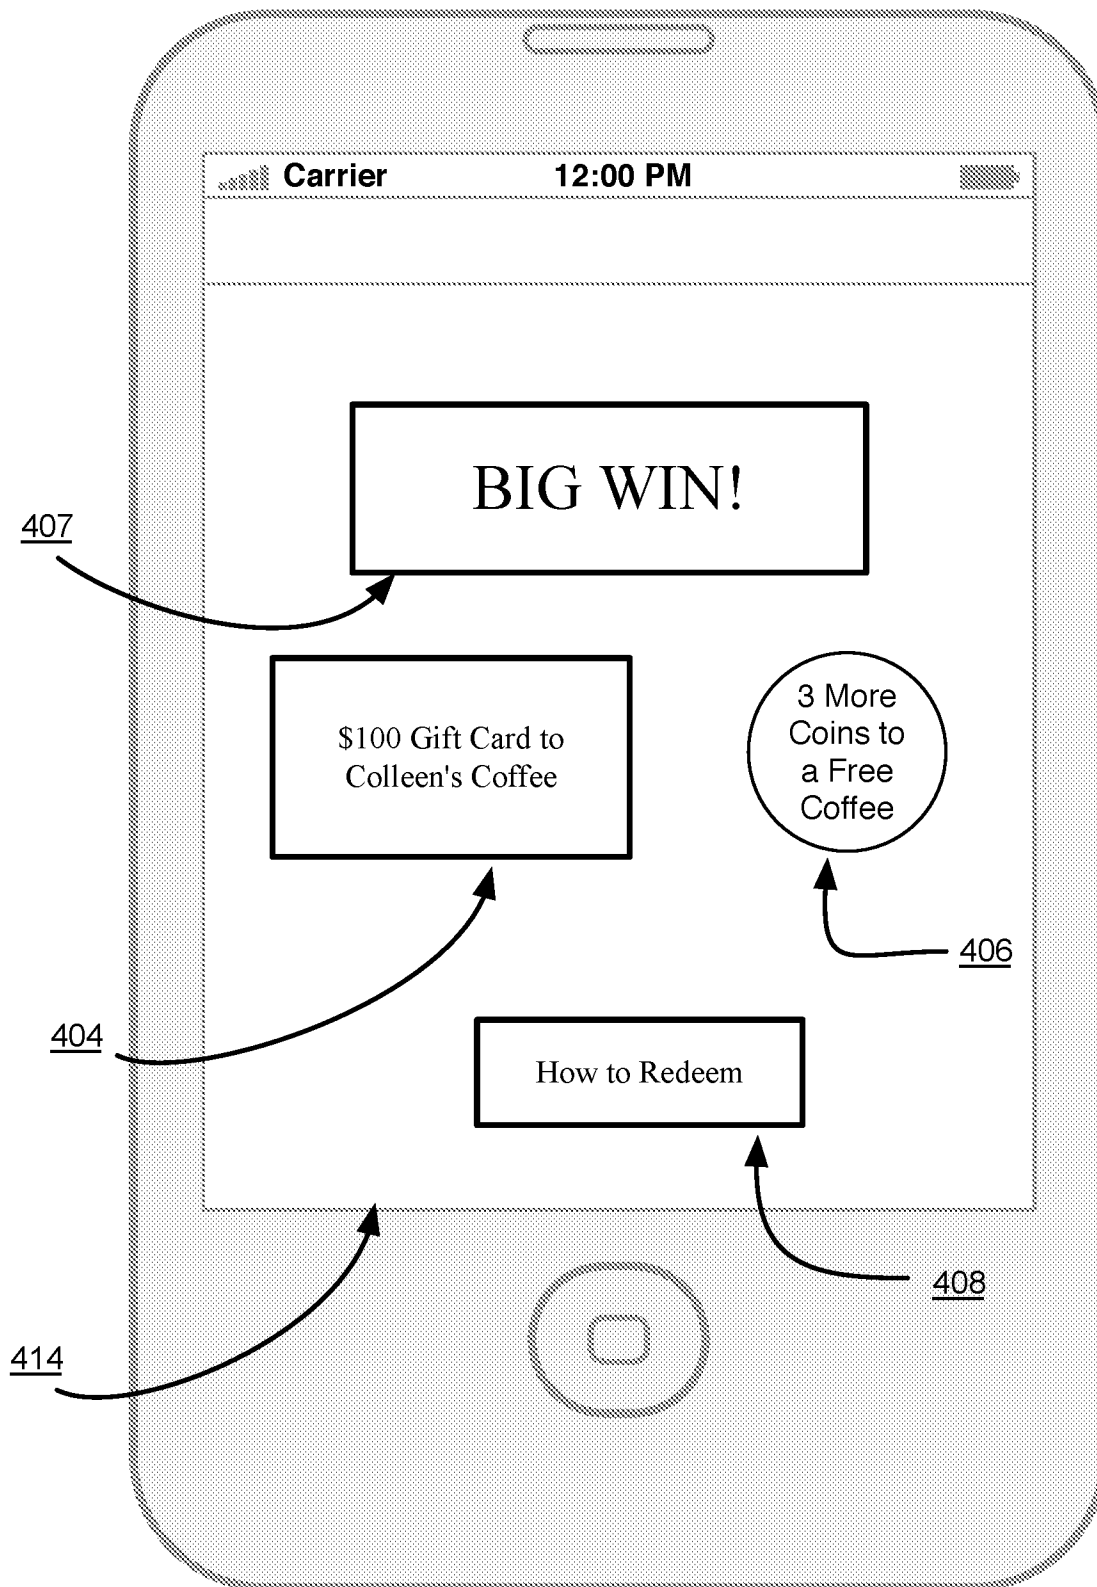 Carrier 12:00 PM
BIG WIN!
407
$100 Gift Card to
Colleen's Coffee
3 More
Coins to
a Free
Coffee
406
404
How to Redeem
408
414